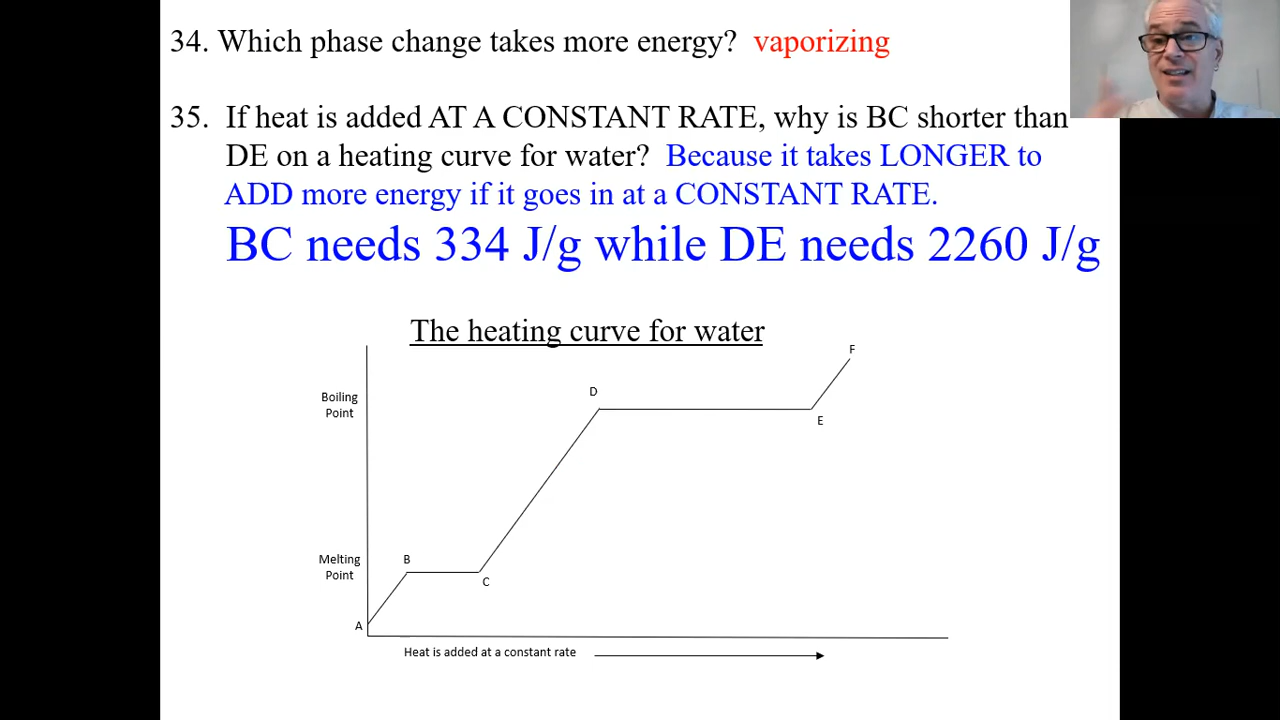 34. Which phase change takes more energy? vaporizing
35. If heat is added AT A CONSTANT RATE, why is BC shorter than
DE on a heating curve for water? Because it takes LONGER to
ADD more energy if it goes in at a CONSTANT RATE.
BC needs 334 J/g while DE needs 2260 J/g
The heating curve for water
F
D
Boiling
Point
E
B
Melting
Point
C
A
Heat is added at a constant rate